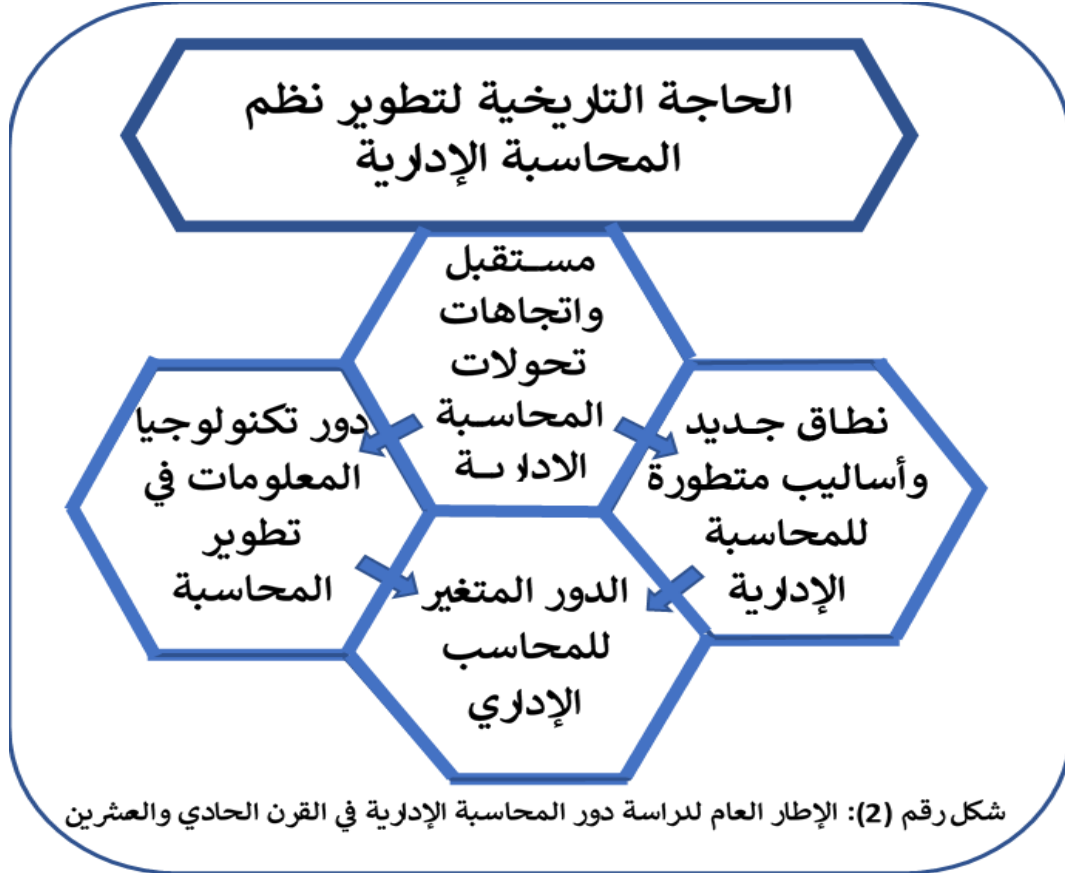 الحاجة التاريخية لتطوير نظم
المحاسبة الإدارية
مستقبل
واتجاهات
تحولات
المحاسبة
الادارية
نطاق جديد
وأساليب متطورة
للمحاسبة
الإدارية
دور تكنولوجيا
المعلومات في
تطوير
المحاسبة
الدور المتغير
للمحاسب
الإداري
شكل رقم (2): الإطار العام لدراسة دور المحاسبة الإدارية في القرن الحادي والعشرين